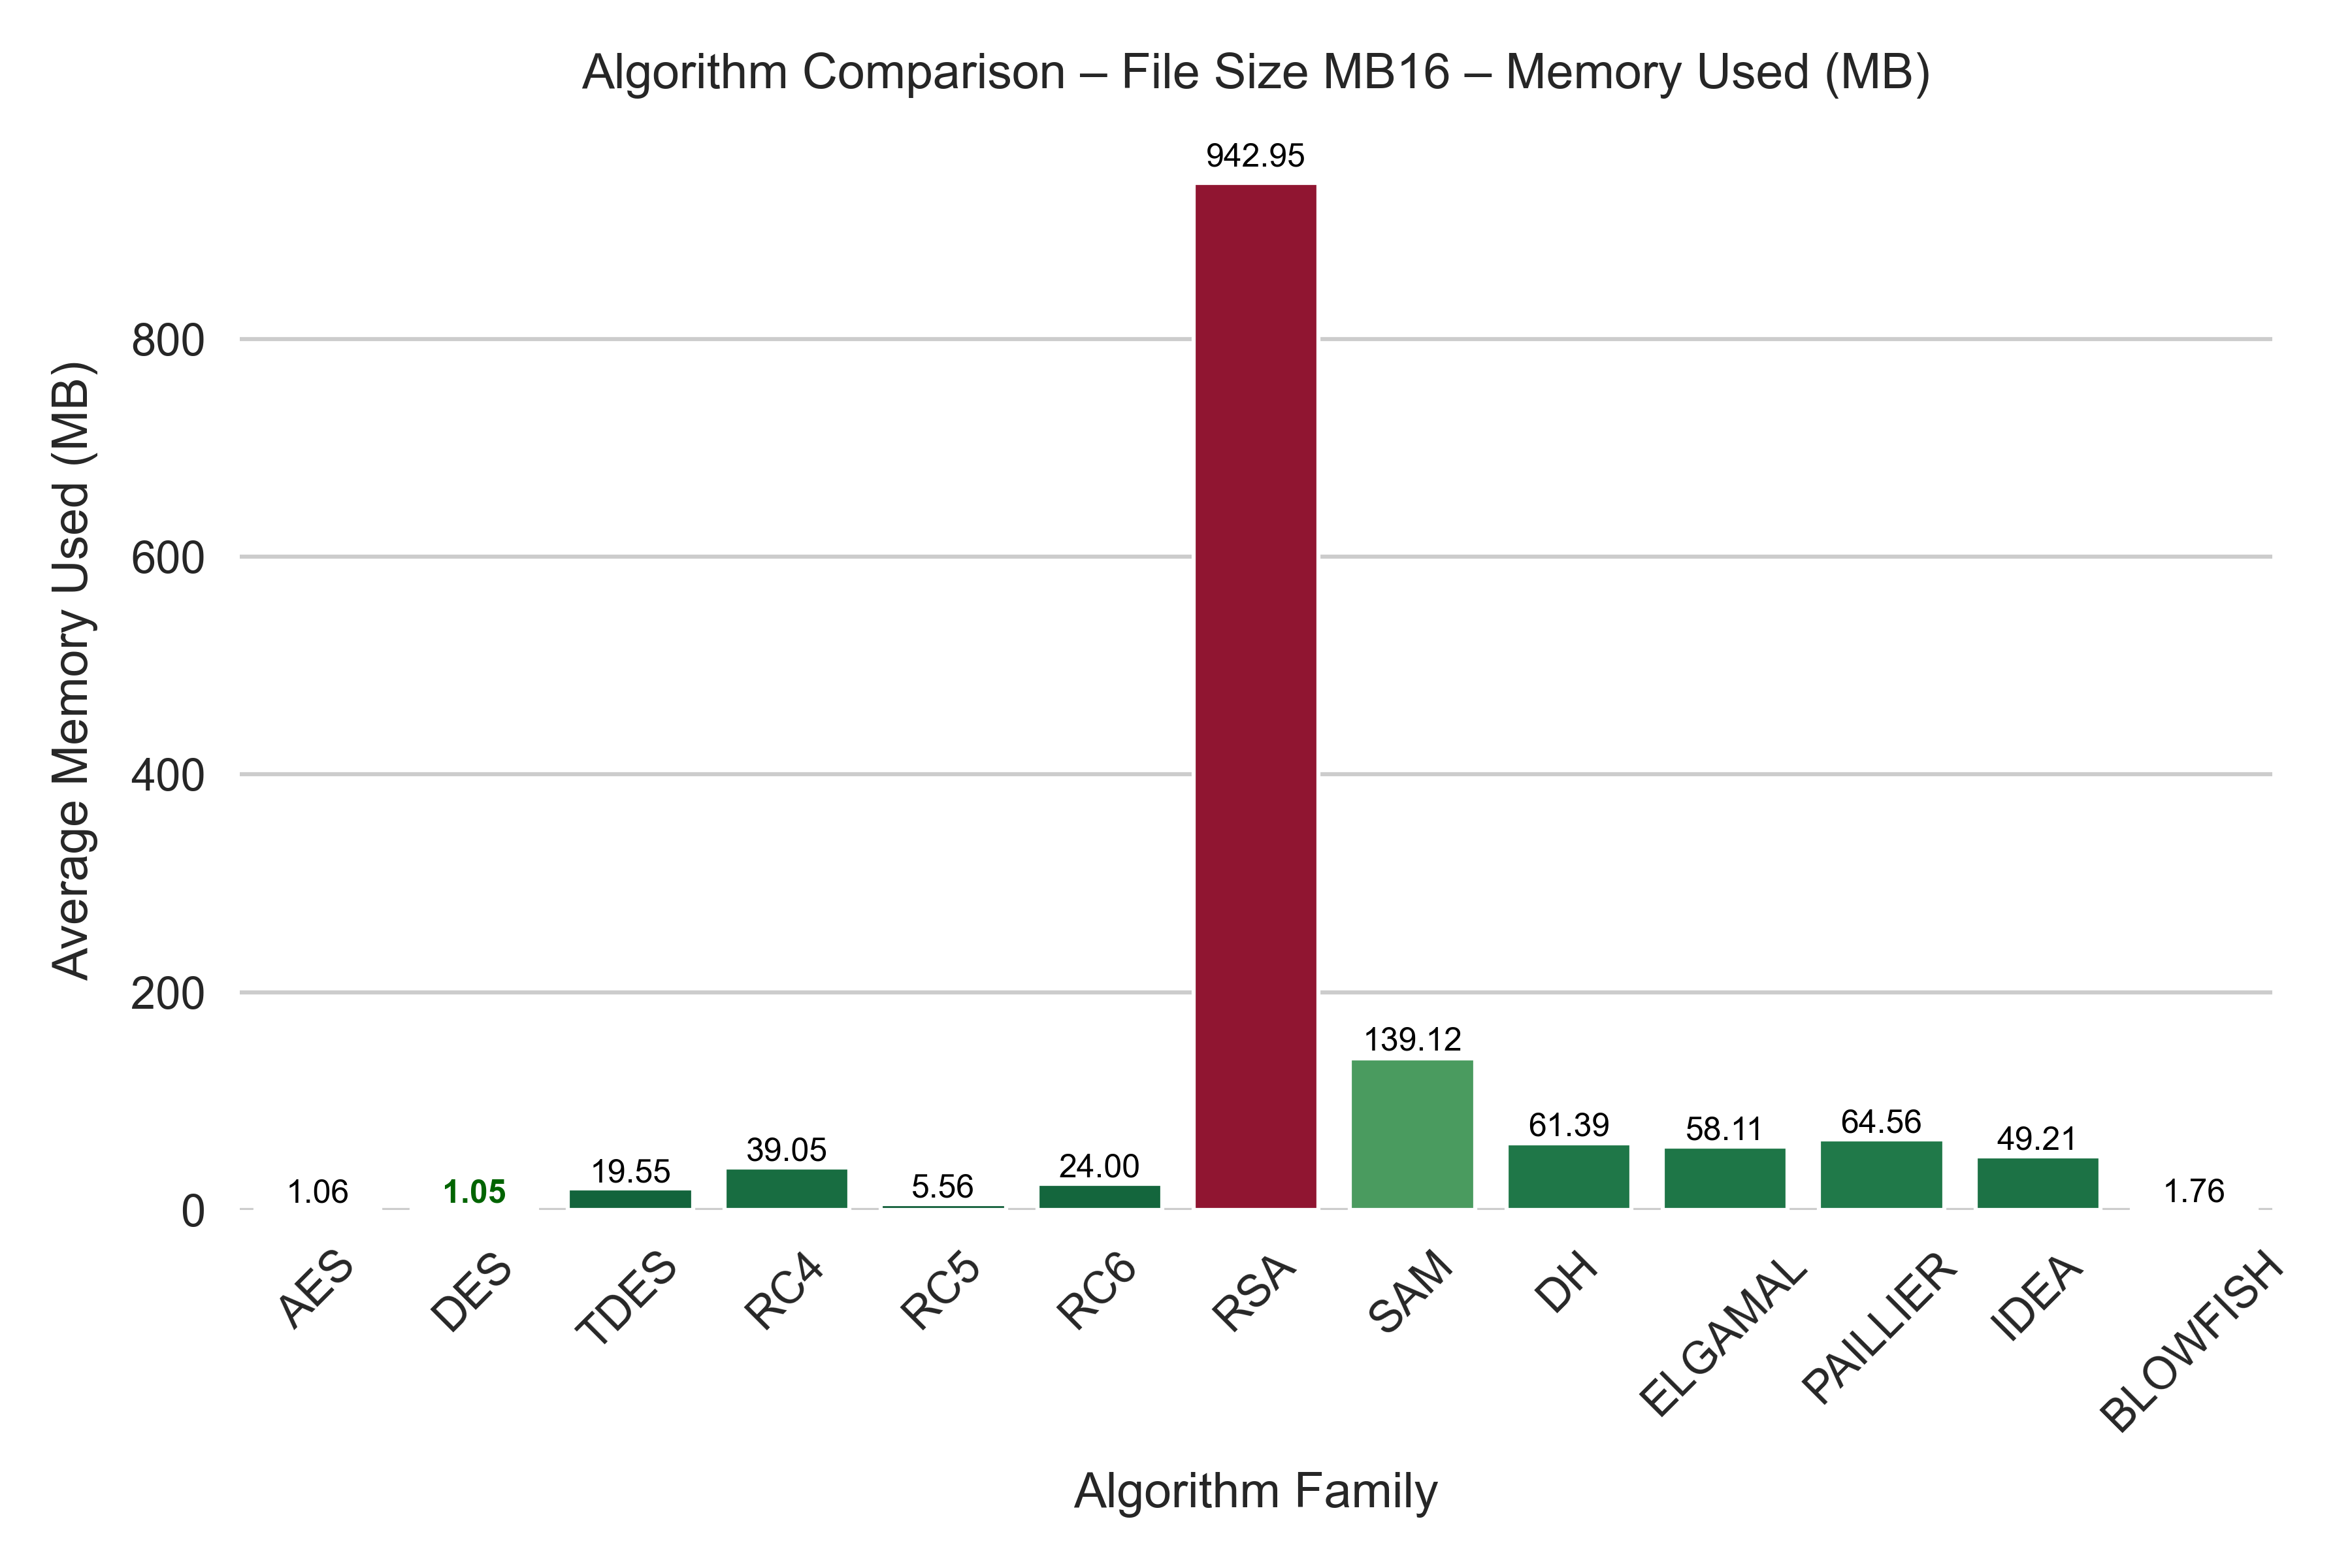 Algorithm Comparison – File Size MB16 – Memory Used (MB)
Average Memory Used (MB)
800
600
400
200
0
1.06
1.05
19.55
39.05
5.56
24.00
942.95
139.12
61.39
58.11
64.56
49.21
1.76
AES
DES
TDES
RC4
RC5
RC6
RSA
SAM
DH
ELGAMAL
PAILLIER
IDEA
BLOWFISH
Algorithm Family